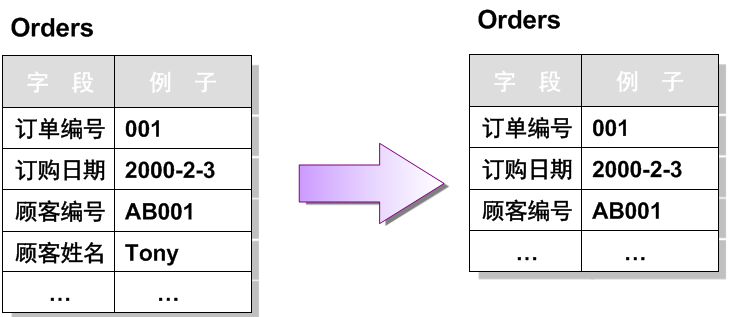 Orders
字 段 例 子
订单编号 001
订购日期 2000-2-3
顾客编号 AB001
顾客姓名 Tony
… …
Orders
字 段 例 子
订单编号 001
订购日期 2000-2-3
顾客编号 AB001
… …